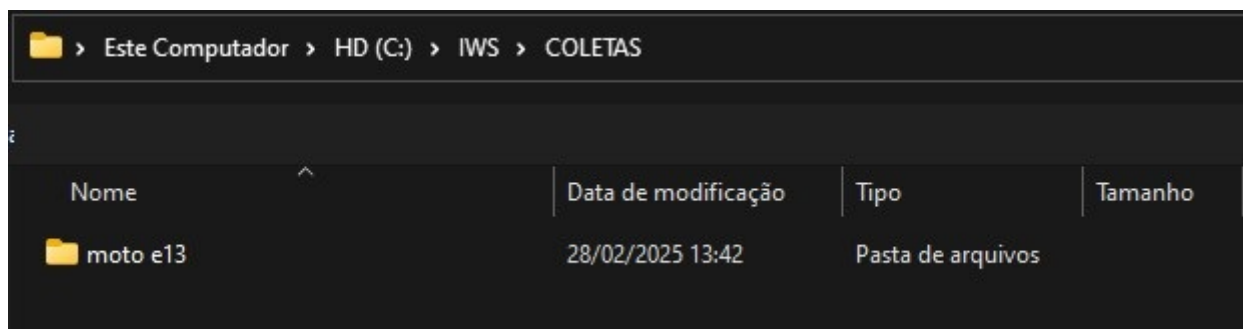 Este Computador > HD (C:) > IWS > COLETAS
Nome Data de modificação Tipo Tamanho
moto e13 28/02/2025 13:42 Pasta de arquivos